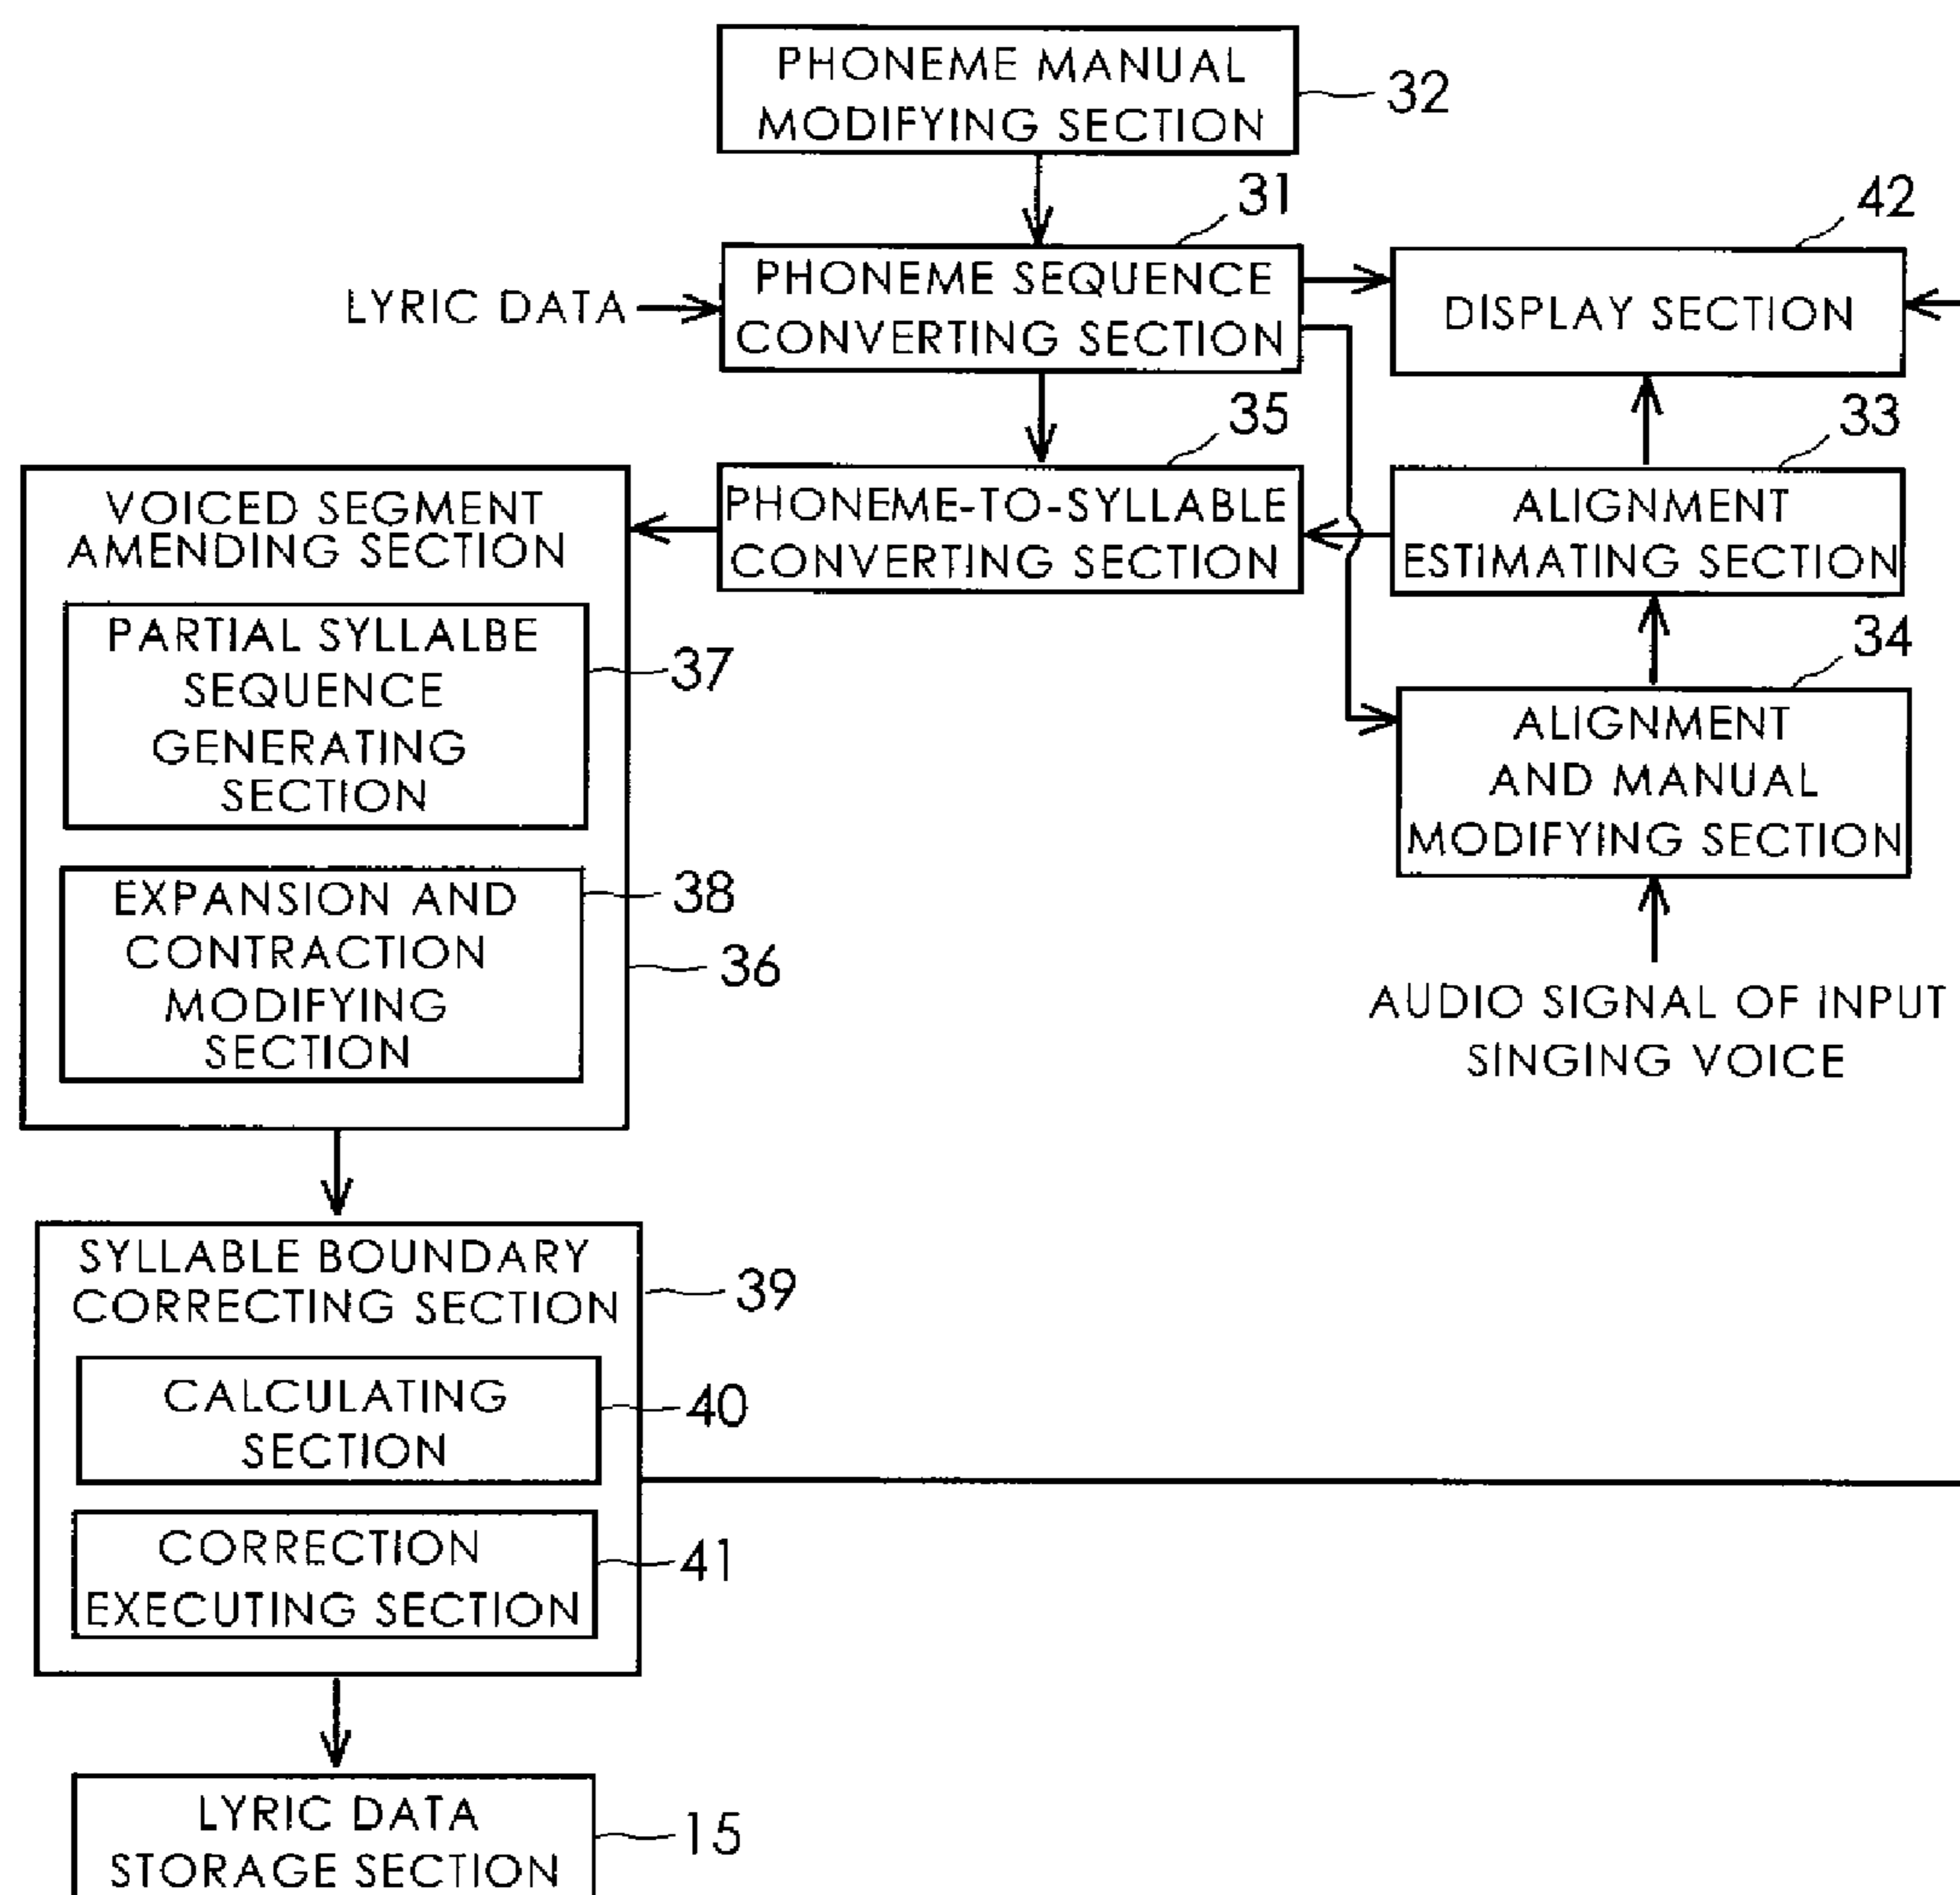 PHONEME MANUAL
MODIFYING SECTION
32
31
42
LYRIC DATA
PHONEME SEQUENCE
CONVERTING SECTION
DISPLAY SECTION
35
33
VOICED SEGMENT
AMENDING SECTION
PHONEME-TO-SYLLABLE
CONVERTING SECTION
ALIGNMENT
ESTIMATING SECTION
34
PARTIAL SYLLALBE
SEQUENCE
GENERATING
SECTION
37
ALIGNMENT
AND MANUAL
MODIFYING SECTION
EXPANSION AND
CONTRACTION
MODIFYING
SECTION
38
36
AUDIO SIGNAL OF INPUT
SINGING VOICE
SYLLABLE BOUNDARY
CORRECTING SECTION
39
CALCULATING
SECTION
40
CORRECTION
EXECUTING SECTION
41
LYRIC DATA
STORAGE SECTION
15